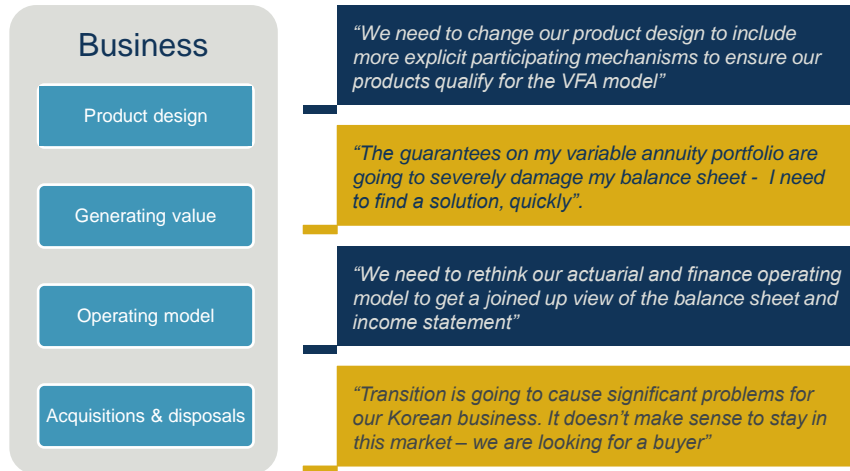 Business
Product design
Generating value
Operating model
Acquisitions & disposals
“We need to change our product design to include
more explicit participating mechanisms to ensure our
products qualify for the VFA model”
“The guarantees on my variable annuity portfolio are
going to severely damage my balance sheet -  I need
to find a solution, quickly”.
“We need to rethink our actuarial and finance operating
model to get a joined up view of the balance sheet and
income statement”
“Transition is going to cause significant problems for
our Korean business. It doesn’t make sense to stay in
this market – we are looking for a buyer”